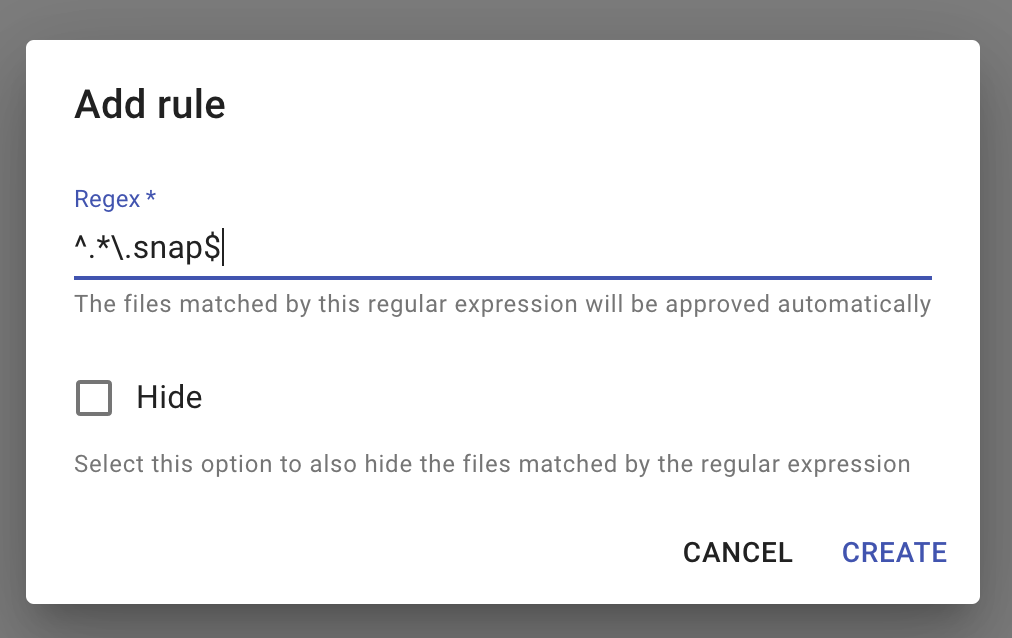 Add rule
Regex *
^.*\.snap$
The files matched by this regular expression will be approved automatically
Hide
Select this option to also hide the files matched by the regular expression
CANCEL CREATE